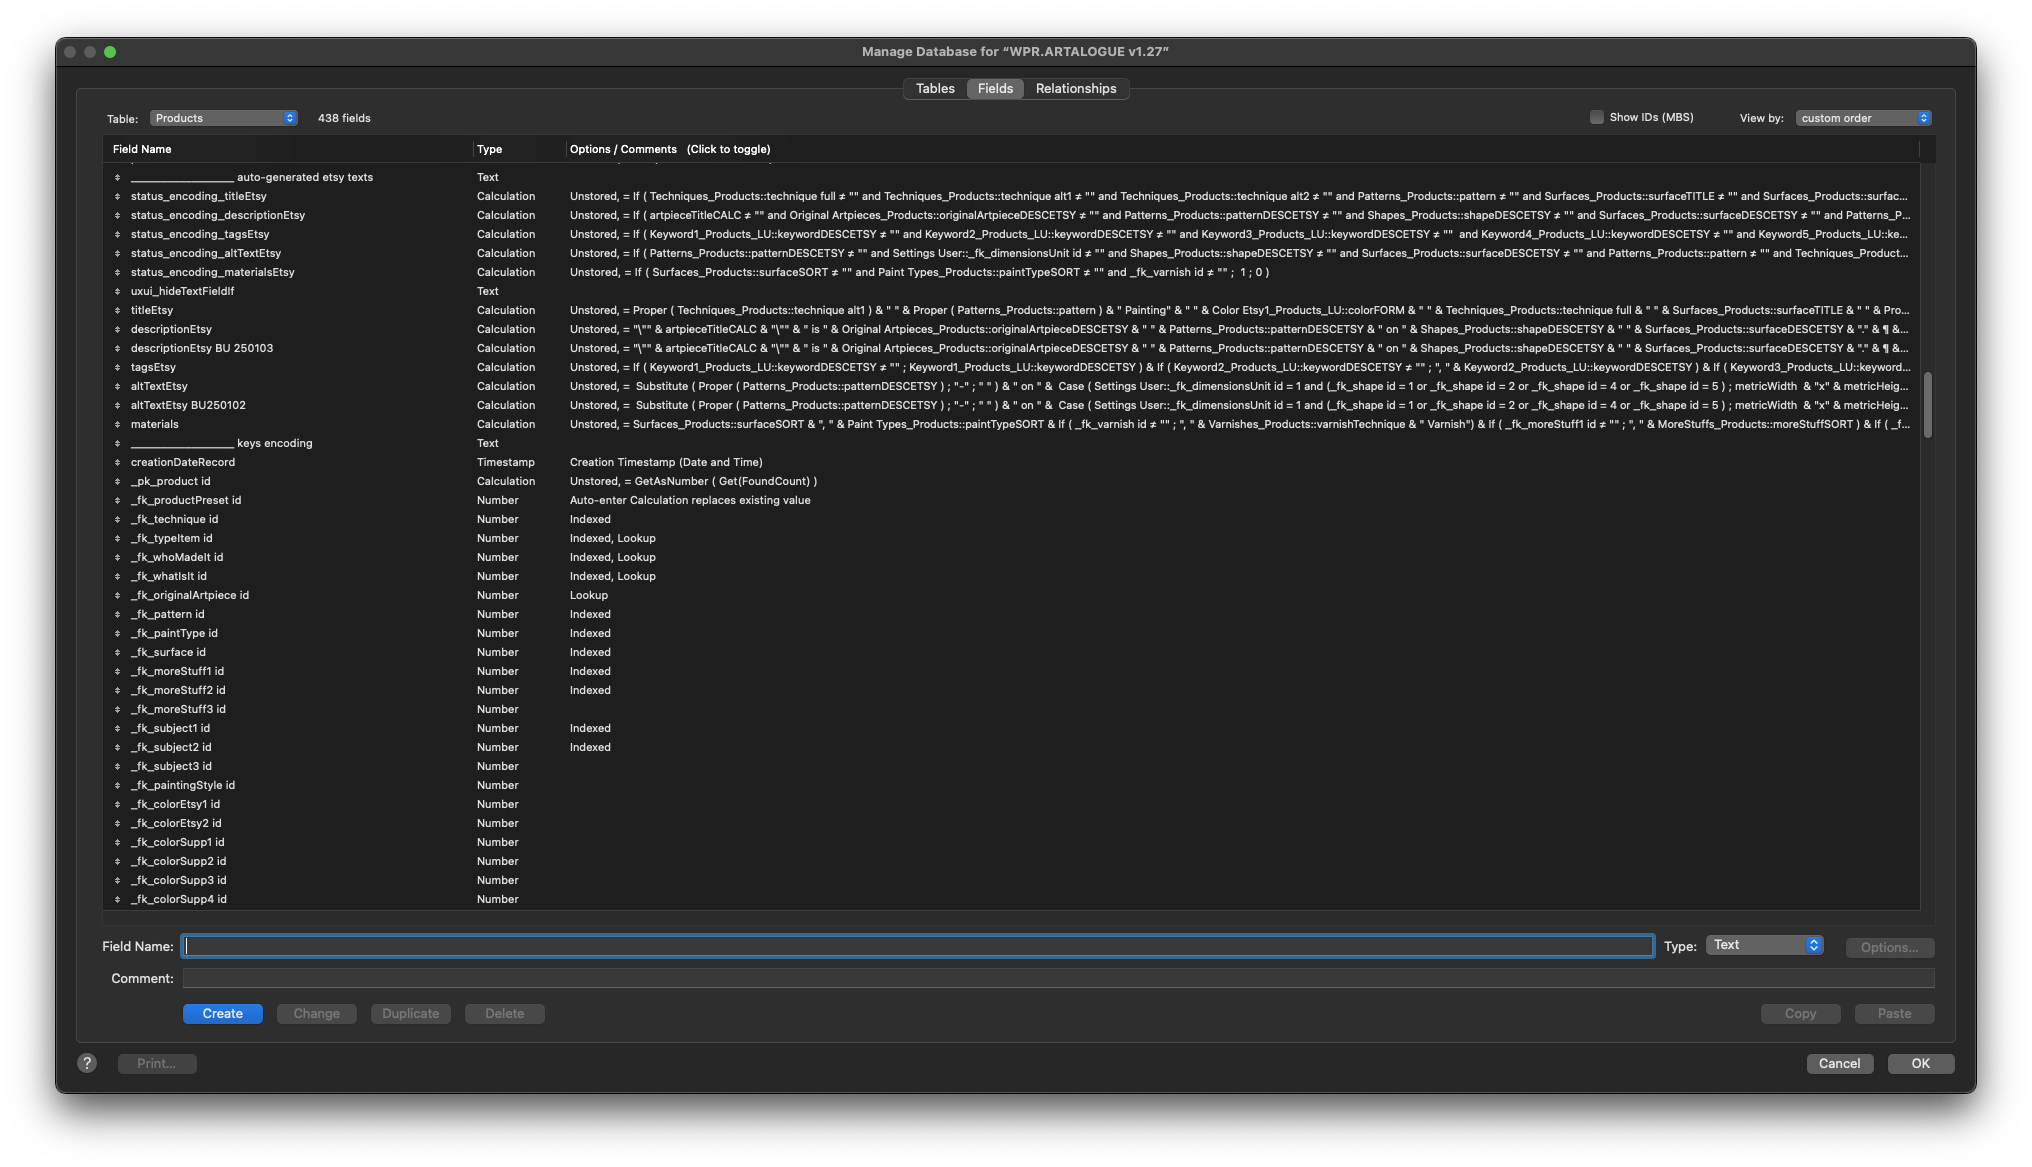 Manage Database for “WPR.ARTALOGUE v1.27”
Tables Fields Relationships
Table: Products 438 fields Show IDs (MBS) View by: custom order
Field Name Type Options / Comments (Click to toggle)
_________________ auto-generated etsy texts Text
status_encoding_titleEtsy Calculation Unstored, = If ( Techniques_Products::technique full ≠ "" and Techniques_Products::technique alt1 ≠ "" and Techniques_Products::technique alt2 ≠ "" and Patterns_Products::pattern ≠ "" and Surfaces_Products::surfaceTITLE ≠ "" and Surfaces_Products::surfac...
status_encoding_descriptionEtsy Calculation Unstored, = If ( artpieceTitleCALC ≠ "" and Original Artpieces_Products::originalArtpieceDESCETSY ≠ "" and Patterns_Products::patternDESCETSY ≠ "" and Shapes_Products::shapeDESCETSY ≠ "" and Surfaces_Products::surfaceDESCETSY ≠ "" and Patterns_P...
status_encoding_tagsEtsy Calculation Unstored, = If ( Keyword1_Products_LU::keywordDESCETSY ≠ "" and Keyword2_Products_LU::keywordDESCETSY ≠ "" and Keyword3_Products_LU::keywordDESCETSY ≠ ""  and Keyword4_Products_LU::keywordDESCETSY ≠ "" and Keyword5_Products_LU::ke...
status_encoding_altTextEtsy Calculation Unstored, = If ( Patterns_Products::patternDESCETSY ≠ "" and Settings User::_fk_dimensionsUnit id ≠ "" and Shapes_Products::shapeDESCETSY ≠ "" and Surfaces_Products::surfaceDESCETSY ≠ "" and Patterns_Products::pattern ≠ "" and Techniques_Product...
status_encoding_materialsEtsy Calculation Unstored, = If ( Surfaces_Products::surfaceSORT ≠ "" and Paint Types_Products::paintTypeSORT ≠ "" and _fk_varnish id ≠ "" ;  1 ; 0 )
uxui_hideTextFieldIf Text
titleEtsy Calculation Unstored, = Proper ( Techniques_Products::technique alt1 ) & " " & Proper ( Patterns_Products::pattern ) & " Painting" & " " & Color Etsy1_Products_LU::colorFORM & " " & Techniques_Products::technique full & " " & Surfaces_Products::surfaceTITLE & " " & Pro...
descriptionEtsy Calculation Unstored, = "\"" & artpieceTitleCALC & "\"" & " is " & Original Artpieces_Products::originalArtpieceDESCETSY & " " & Patterns_Products::patternDESCETSY & " on " & Shapes_Products::shapeDESCETSY & " " & Surfaces_Products::surfaceDESCETSY & "." & ¶ &...
descriptionEtsy BU 250103 Calculation Unstored, = "\"" & artpieceTitleCALC & "\"" & " is " & Original Artpieces_Products::originalArtpieceDESCETSY & " " & Patterns_Products::patternDESCETSY & " on " & Shapes_Products::shapeDESCETSY & " " & Surfaces_Products::surfaceDESCETSY & "." & ¶ &...
tagsEtsy Calculation Unstored, = If ( Keyword1_Products_LU::keywordDESCETSY ≠ "" ; Keyword1_Products_LU::keywordDESCETSY ) & If ( Keyword2_Products_LU::keywordDESCETSY ≠ "" ; ", " & Keyword2_Products_LU::keywordDESCETSY ) & If ( Keyword3_Products_LU::keyword...
altTextEtsy Calculation Unstored, =  Substitute ( Proper ( Patterns_Products::patternDESCETSY ) ; "-" ; " " ) & " on " &  Case ( Settings User::_fk_dimensionsUnit id = 1 and (_fk_shape id = 1 or _fk_shape id = 2 or _fk_shape id = 4 or _fk_shape id = 5 ) ; metricWidth  & "x" & metricHeig...
altTextEtsy BU250102 Calculation Unstored, =  Substitute ( Proper ( Patterns_Products::patternDESCETSY ) ; "-" ; " " ) & " on " &  Case ( Settings User::_fk_dimensionsUnit id = 1 and (_fk_shape id = 1 or _fk_shape id = 2 or _fk_shape id = 4 or _fk_shape id = 5 ) ; metricWidth  & "x" & metricHeig...
materials Calculation Unstored, = Surfaces_Products::surfaceSORT & ", " & Paint Types_Products::paintTypeSORT & If ( _fk_varnish id ≠ "" ; ", " & Varnishes_Products::varnishTechnique & " Varnish") & If ( _fk_moreStuff1 id ≠ "" ; ", " & MoreStuffs_Products::moreStuffSORT ) & If ( _f...
_________________ keys encoding Text
creationDateRecord Timestamp Creation Timestamp (Date and Time)
_pk_product id Calculation Unstored, = GetAsNumber ( Get(FoundCount) )
_fk_productPreset id Number Auto-enter Calculation replaces existing value
_fk_technique id Number Indexed
_fk_typeItem id Number Indexed, Lookup
_fk_whoMadeIt id Number Indexed, Lookup
_fk_whatIsIt id Number Indexed, Lookup
_fk_originalArtpiece id Number Lookup
_fk_pattern id Number Indexed
_fk_paintType id Number Indexed
_fk_surface id Number Indexed
_fk_moreStuff1 id Number Indexed
_fk_moreStuff2 id Number Indexed
_fk_moreStuff3 id Number
_fk_subject1 id Number Indexed
_fk_subject2 id Number Indexed
_fk_subject3 id Number
_fk_paintingStyle id Number
_fk_colorEtsy1 id Number
_fk_colorEtsy2 id Number
_fk_colorSupp1 id Number
_fk_colorSupp2 id Number
_fk_colorSupp3 id Number
_fk_colorSupp4 id Number
Field Name: Type: Text Options...
Comment:
Create Change Duplicate Delete Copy Paste
? Print... Cancel OK